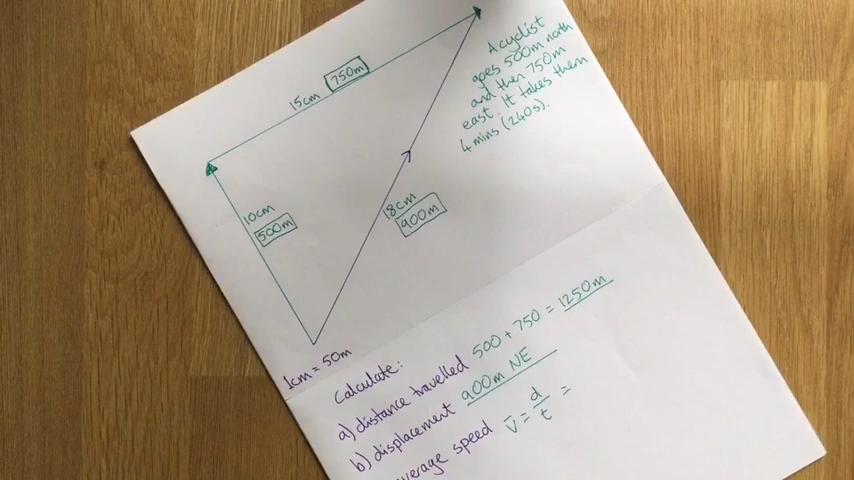 A cyclist
goes 500m north
and then 750m
east. It takes them
4 mins (240s).
15cm 750m
10cm
500m
18cm
900m
1cm = 50m
Calculate:
a) distance travelled 500 + 750 = 1250m
b) displacement 900m NE
average speed v̄ = d/t =